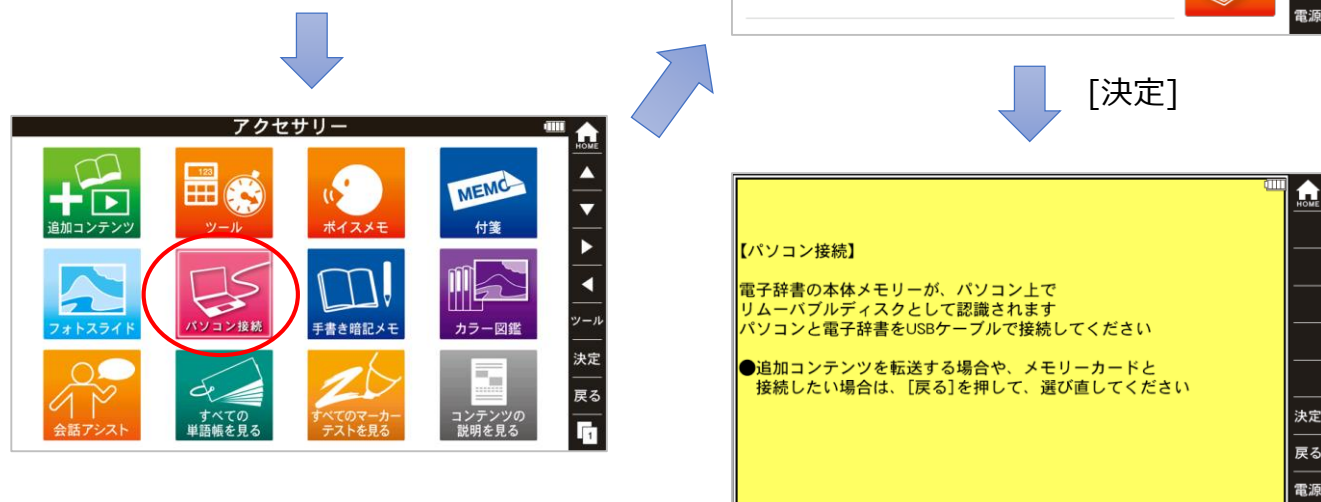 電源
[決定]
アクセサリー
HOME
123
MEMO
追加コンテンツ
ツール
ボイスメモ
付箋
フォトスライド
パソコン接続
手書き暗記メモ
カラー図鑑
会話アシスト
すべての
単語帳を見る
すべてのマーカー
テストを見る
コンテンツの
説明を見る
ツール
決定
戻る
1
HOME
【パソコン接続】
電子辞書の本体メモリーが、パソコン上で
リムーバブルディスクとして認識されます
パソコンと電子辞書をUSBケーブルで接続してください
●追加コンテンツを転送する場合や、メモリーカードと
接続したい場合は、[戻る]を押して、選び直してください
決定
戻る
電源